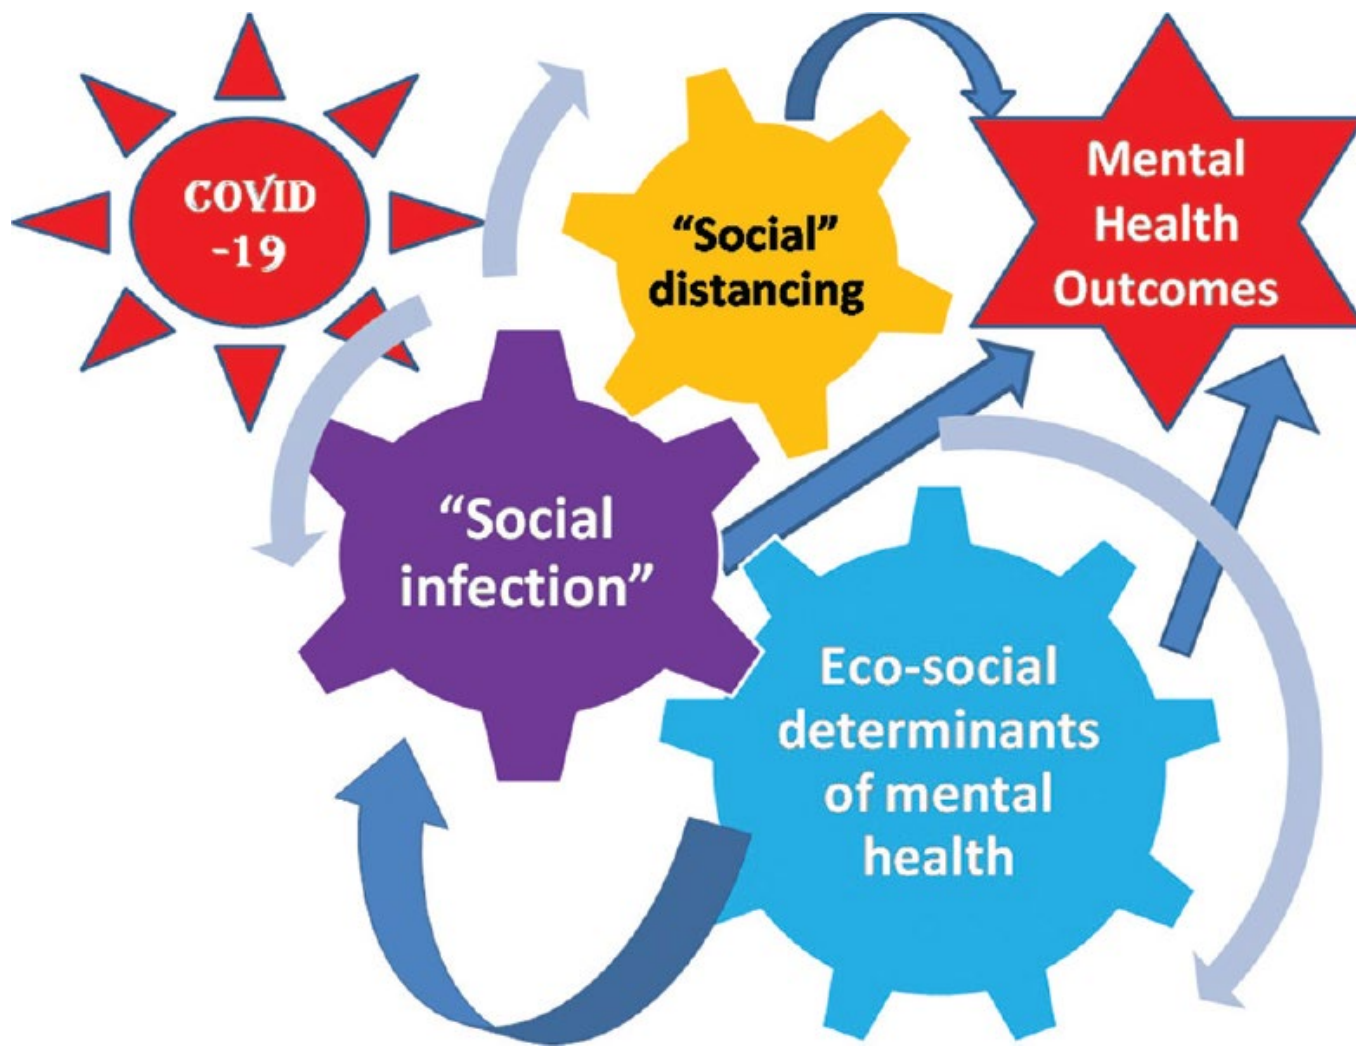 COVID
-19
“Social”
distancing
Mental
Health
Outcomes
“Social
infection”
Eco-social
determinants
of mental
health